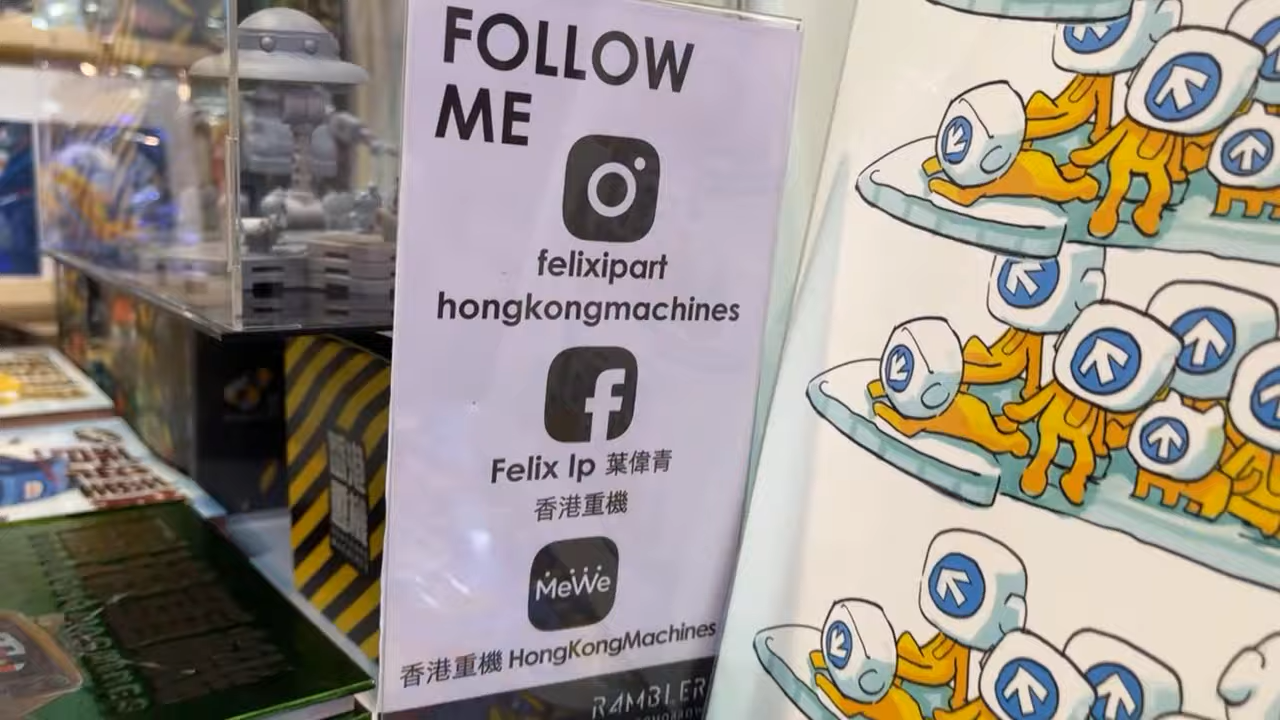 FOLLOW
ME
felixipart
hongkongmachines
f
Felix Ip 葉偉青
香港重機
MeWe
香港重機 HongKongMachines
RAMBLER